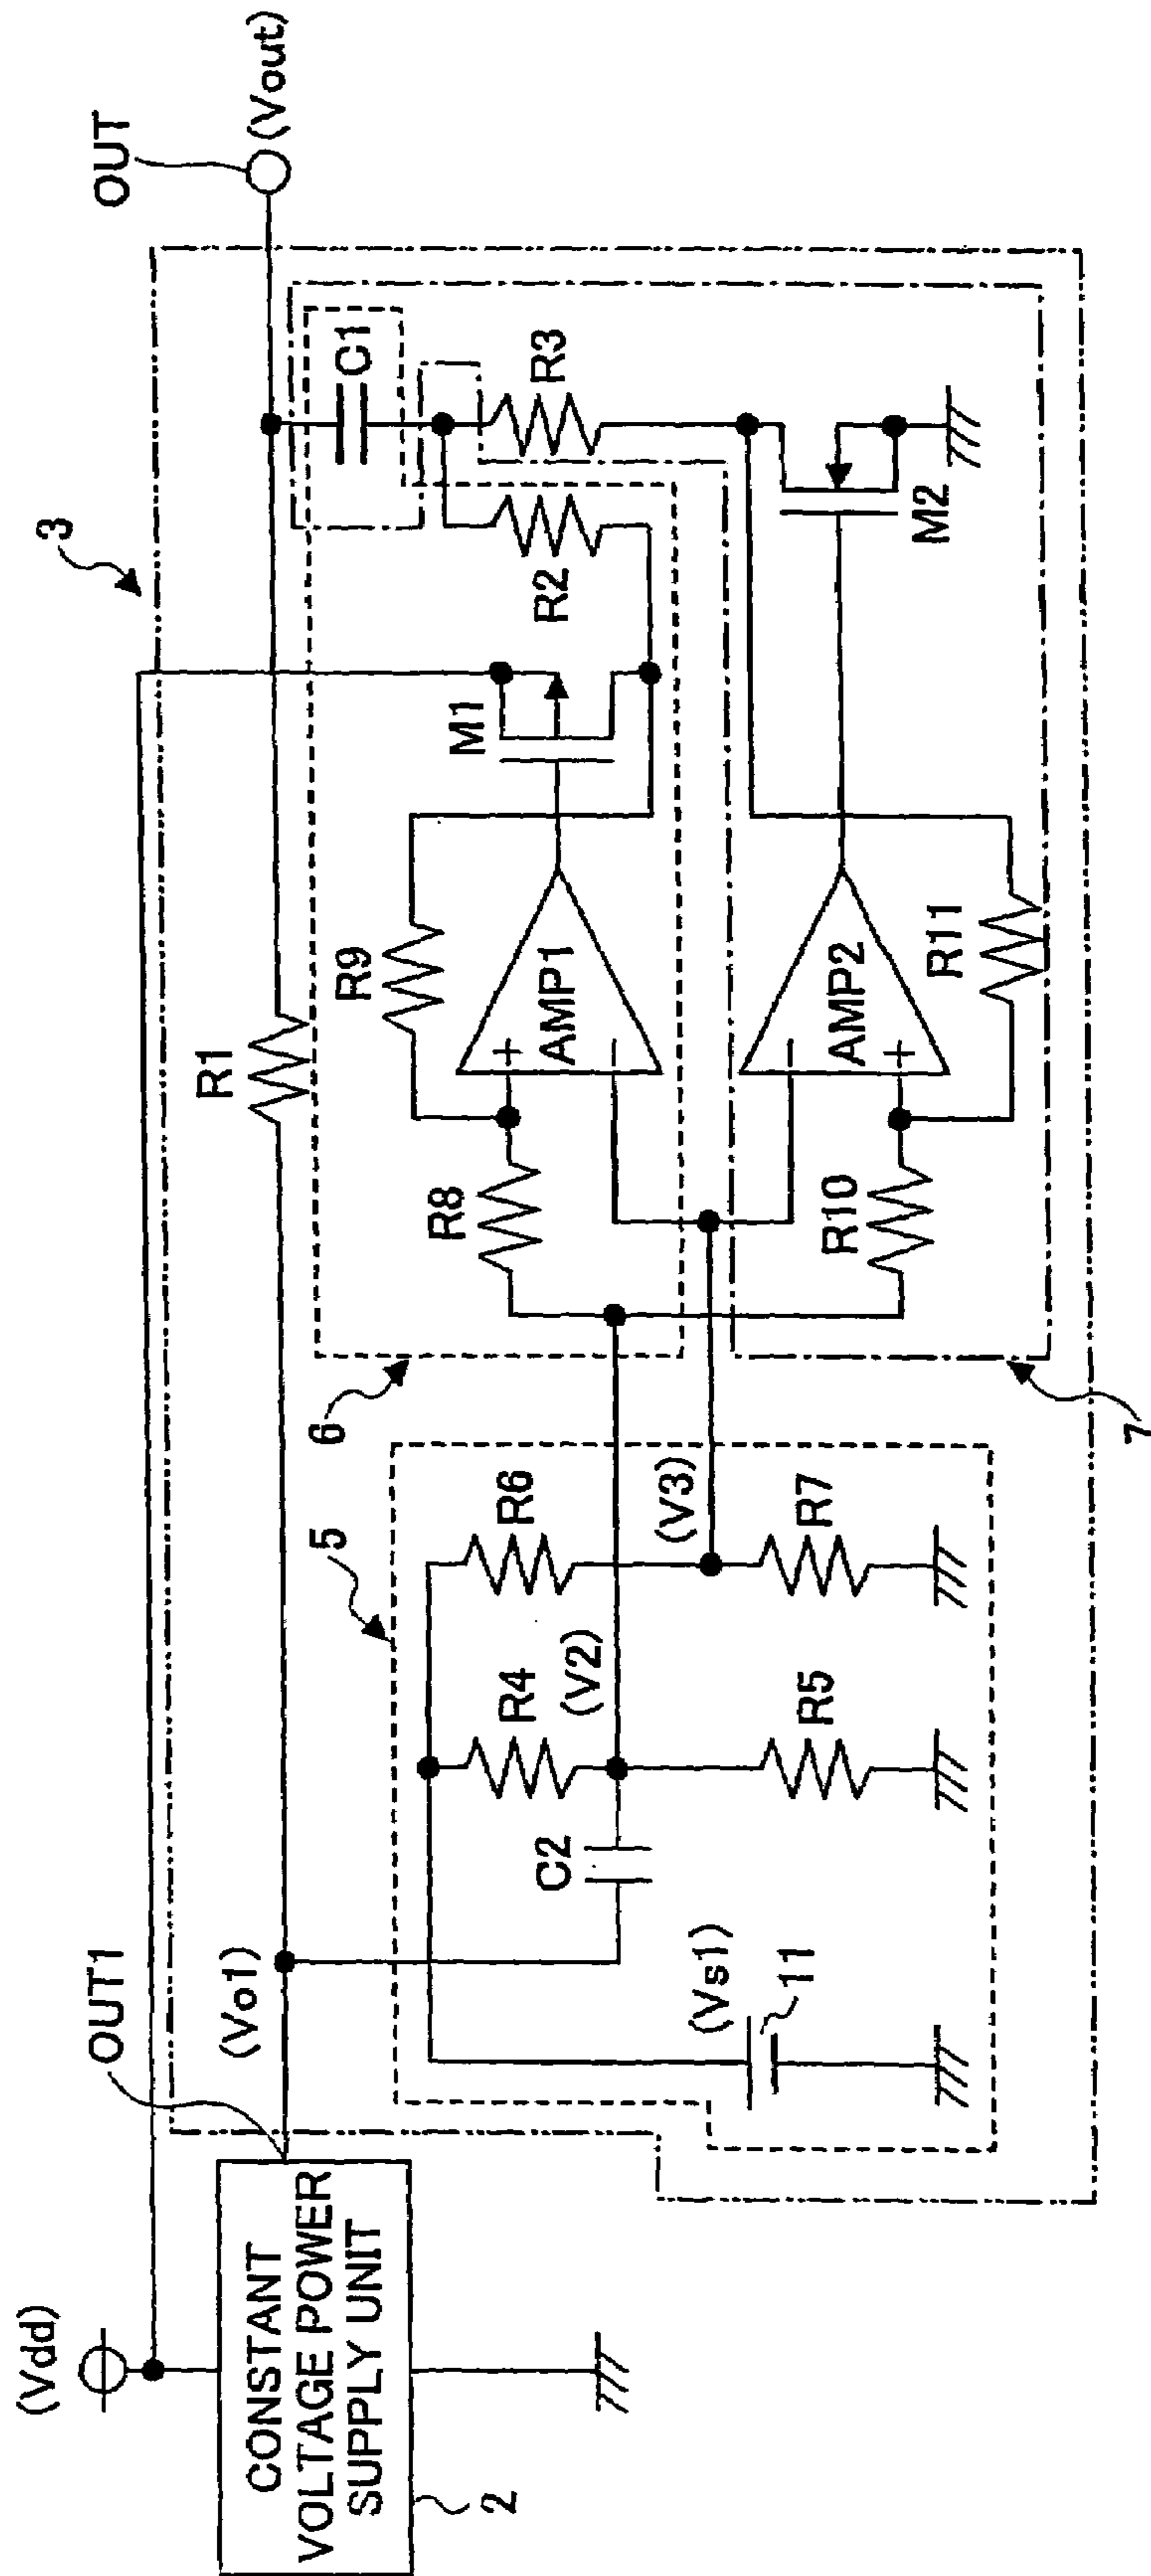 (Vdd)
OUT1
(Vo1)
CONSTANT
VOLTAGE POWER
SUPPLY UNIT
2
3
5
6
7
R1
OUT
(Vout)
C1
R3
R2
M1
M2
R9
AMP1
R8
AMP2
R11
R10
+
−
−
+
R6
(V3)
R7
R4
(V2)
R5
C2
(Vs1)
11